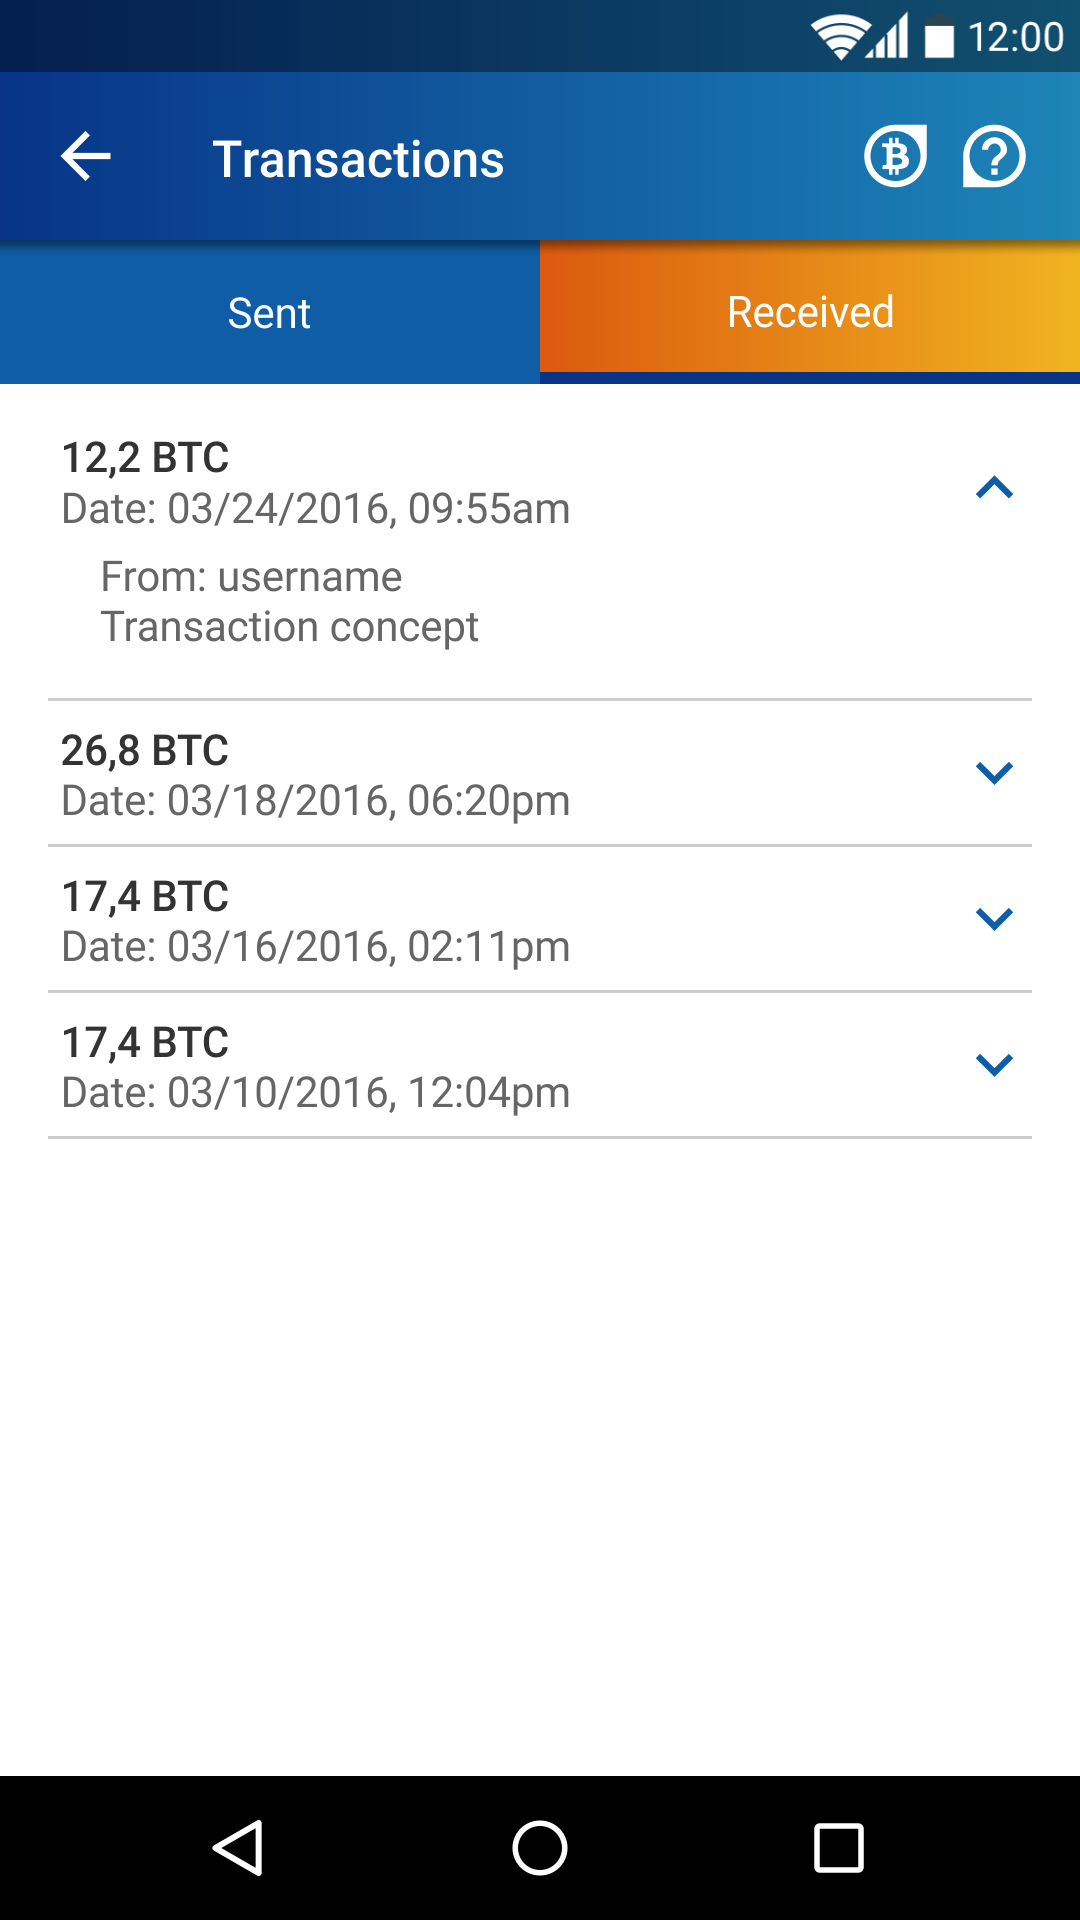 12:00
Transactions
Sent
Received
12,2 BTC
Date: 03/24/2016, 09:55am
From: username
Transaction concept
26,8 BTC
Date: 03/18/2016, 06:20pm
17,4 BTC
Date: 03/16/2016, 02:11pm
17,4 BTC
Date: 03/10/2016, 12:04pm